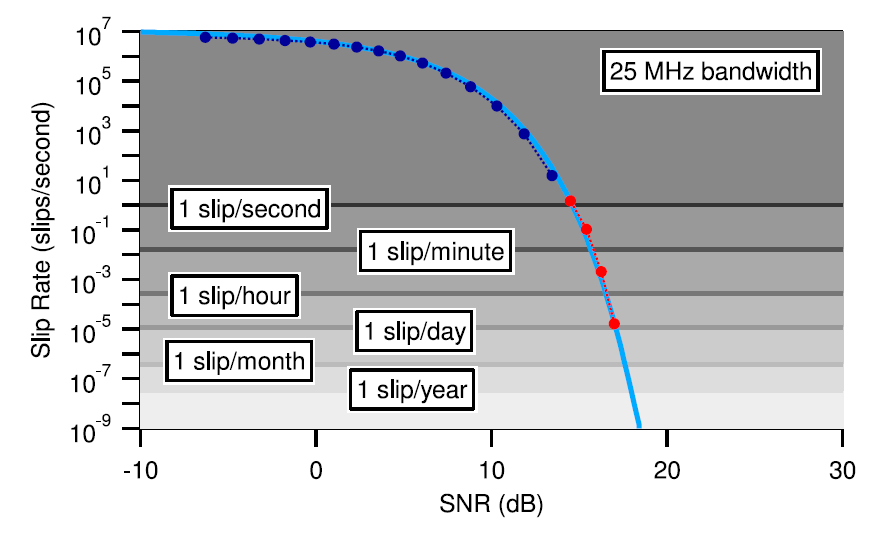 Slip Rate (slips/second)
10^7
10^5
10^3
10^1
10^-1
10^-3
10^-5
10^-7
10^-9
25 MHz bandwidth
1 slip/second
1 slip/minute
1 slip/hour
1 slip/day
1 slip/month
1 slip/year
-10 0 10 20 30
SNR (dB)